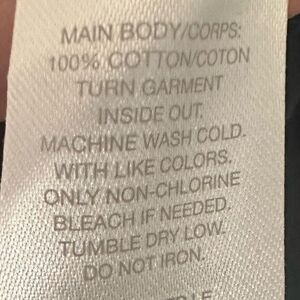 MAIN BODY/CORPS:
100% COTTON/COTON
TURN GARMENT
INSIDE OUT.
MACHINE WASH COLD.
WITH LIKE COLORS.
ONLY NON-CHLORINE
BLEACH IF NEEDED.
TUMBLE DRY LOW.
DO NOT IRON.